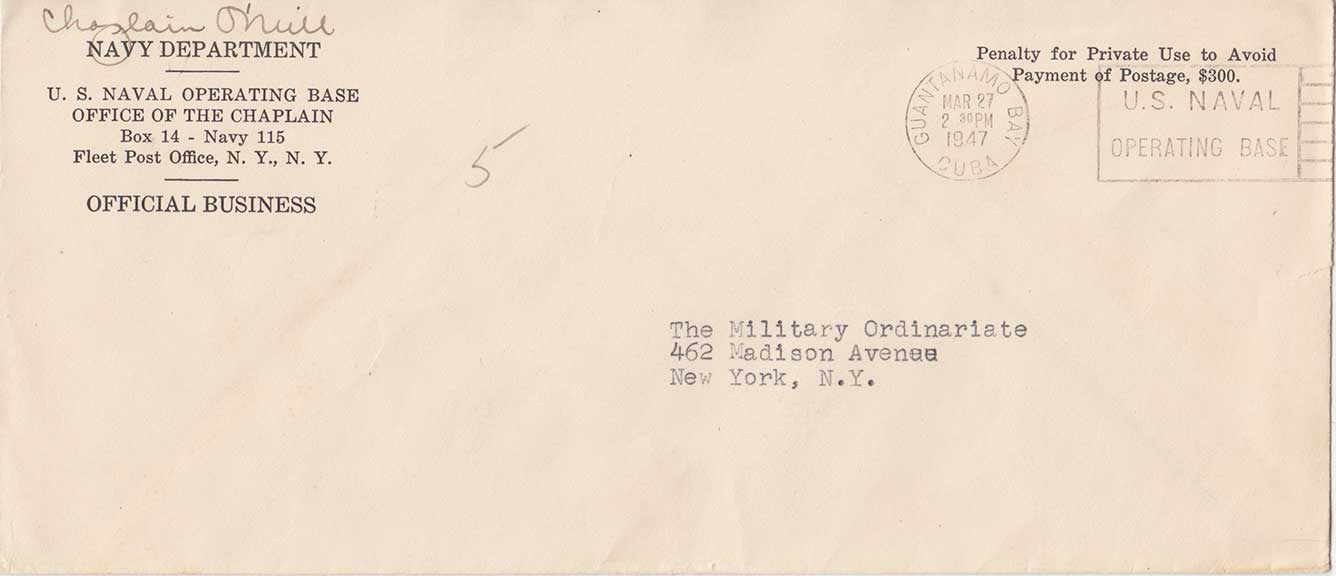 Chaplain O'Neill
NAVY DEPARTMENT
U. S. NAVAL OPERATING BASE
OFFICE OF THE CHAPLAIN
Box 14 - Navy 115
Fleet Post Office, N. Y., N. Y.
OFFICIAL BUSINESS
5
Penalty for Private Use to Avoid
Payment of Postage, $300.
GUANTANAMO BAY
MAR 27
2 30 PM
1947
CUBA
U.S. NAVAL
OPERATING BASE
The Military Ordinariate
462 Madison Avenue
New York, N.Y.